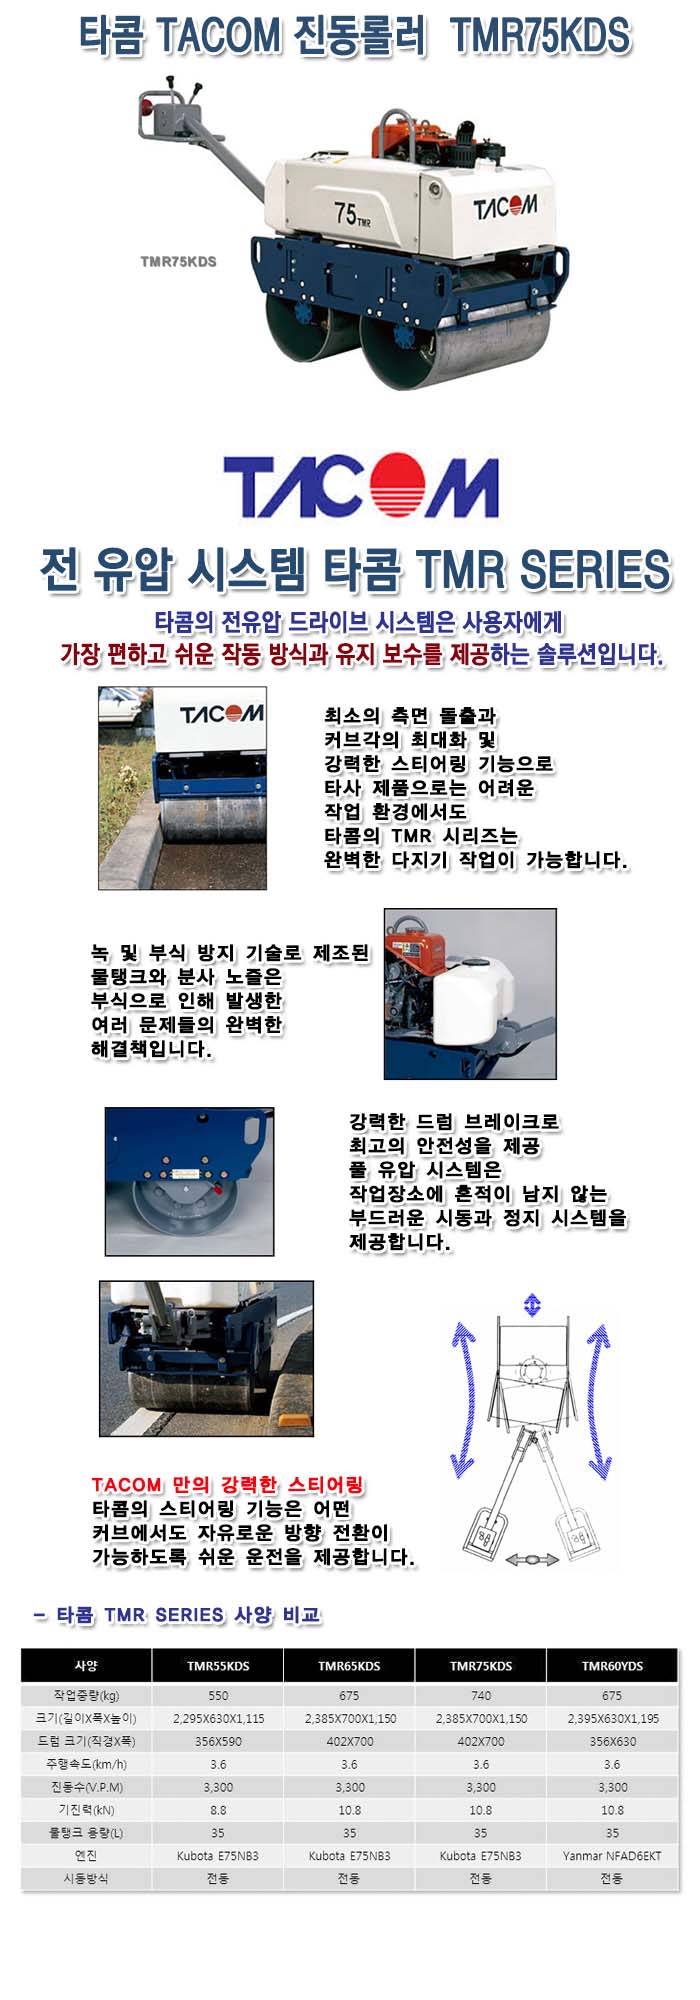 타콤 TACOM 진동롤러 TMR75KDS
75TMR
TACOM
TMR75KDS
TACOM
전 유압 시스템 타콤 TMR SERIES
타콤의 전유압 드라이브 시스템은 사용자에게
가장 편하고 쉬운 작동 방식과 유지 보수를 제공하는 솔루션입니다.
TACOM
최소의 측면 돌출과
커브각의 최대화 및
강력한 스티어링 기능으로
타사 제품으로는 어려운
작업 환경에서도
타콤의 TMR 시리즈는
완벽한 다지기 작업이 가능합니다.
녹 및 부식 방지 기술로 제조된
물탱크와 분사 노즐은
부식으로 인해 발생한
여러 문제들의 완벽한
해결책입니다.
강력한 드럼 브레이크로
최고의 안전성을 제공
풀 유압 시스템은
작업장소에 흔적이 남지 않는
부드러운 시동과 정지 시스템을
제공합니다.
TACOM 만의 강력한 스티어링
타콤의 스티어링 기능은 어떤
커브에서도 자유로운 방향 전환이
가능하도록 쉬운 운전을 제공합니다.
- 타콤 TMR SERIES 사양 비교
사양 TMR55KDS TMR65KDS TMR75KDS TMR60YDS
작업중량(kg) 550 675 740 675
크기(길이X폭X높이) 2,295X630X1,115 2,385X700X1,150 2,385X700X1,150 2,395X630X1,195
드럼 크기(직경X폭) 356X590 402X700 402X700 356X630
주행속도(km/h) 3.6 3.6 3.6 3.6
진동수(V.P.M) 3,300 3,300 3,300 3,300
기진력(kN) 8.8 10.8 10.8 10.8
물탱크 용량(L) 35 35 35 35
엔진 Kubota E75NB3 Kubota E75NB3 Kubota E75NB3 Yanmar NFAD6EKT
시동방식 전동 전동 전동 전동